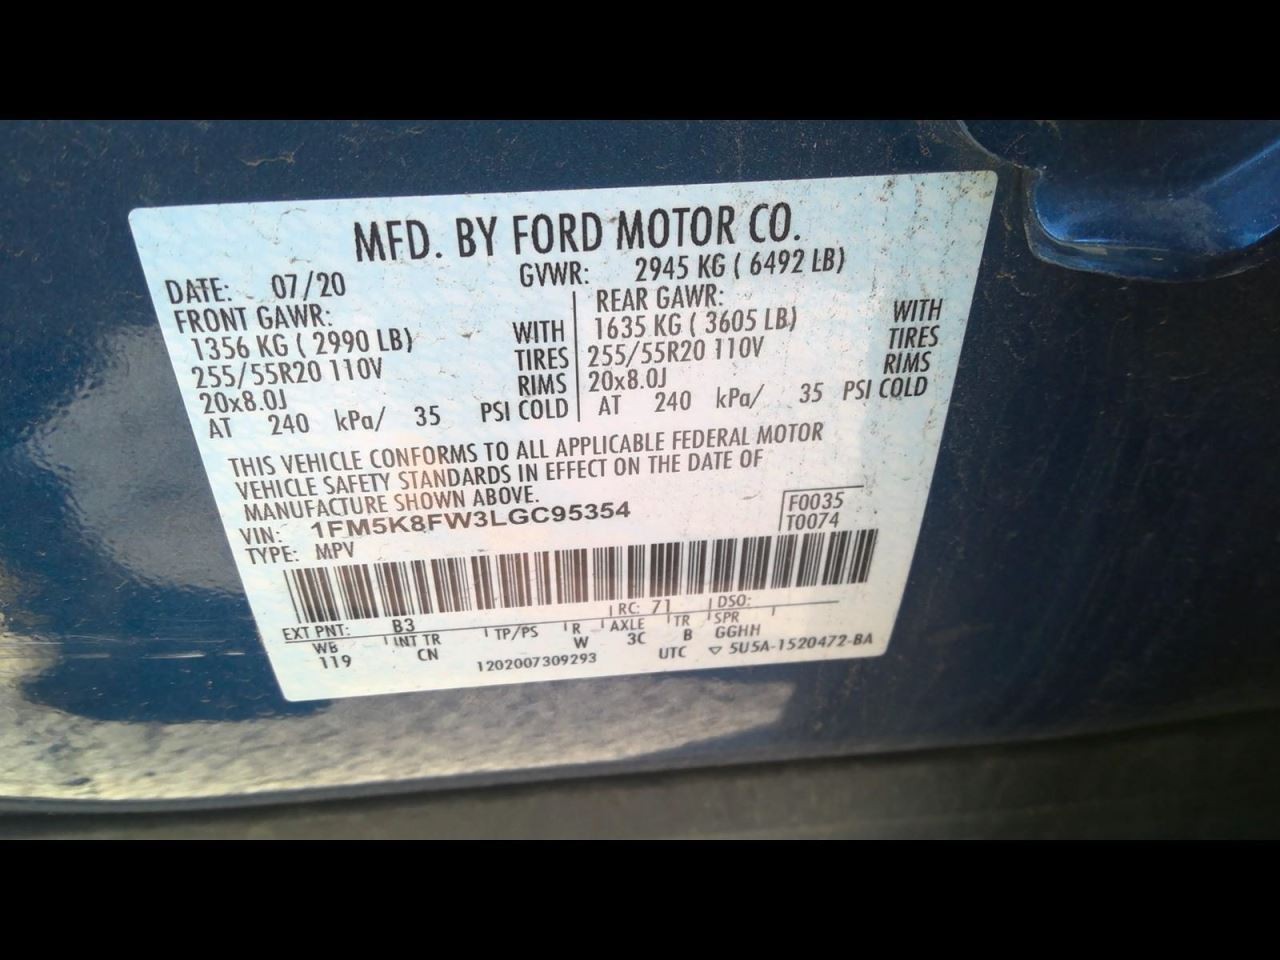 MFD. BY FORD MOTOR CO.
DATE: 07/20 GVWR: 2945 KG ( 6492 LB)
FRONT GAWR: REAR GAWR:
1356 KG ( 2990 LB) WITH 1635 KG ( 3605 LB) WITH
255/55R20 110V TIRES 255/55R20 110V TIRES
20x8.0J RIMS 20x8.0J RIMS
AT 240 kPa/ 35 PSI COLD AT 240 kPa/ 35 PSI COLD
THIS VEHICLE CONFORMS TO ALL APPLICABLE FEDERAL MOTOR
VEHICLE SAFETY STANDARDS IN EFFECT ON THE DATE OF
MANUFACTURE SHOWN ABOVE.
VIN: 1FM5K8FW3LGC95354 F0035
TYPE: MPV T0074
EXT PNT: B3 RC: 71 DSO:
WB INT TR TP/PS R AXLE TR SPR
119 CN W 3C B GGHH
1202007309293 UTC ▽ 5U5A-1520472-BA